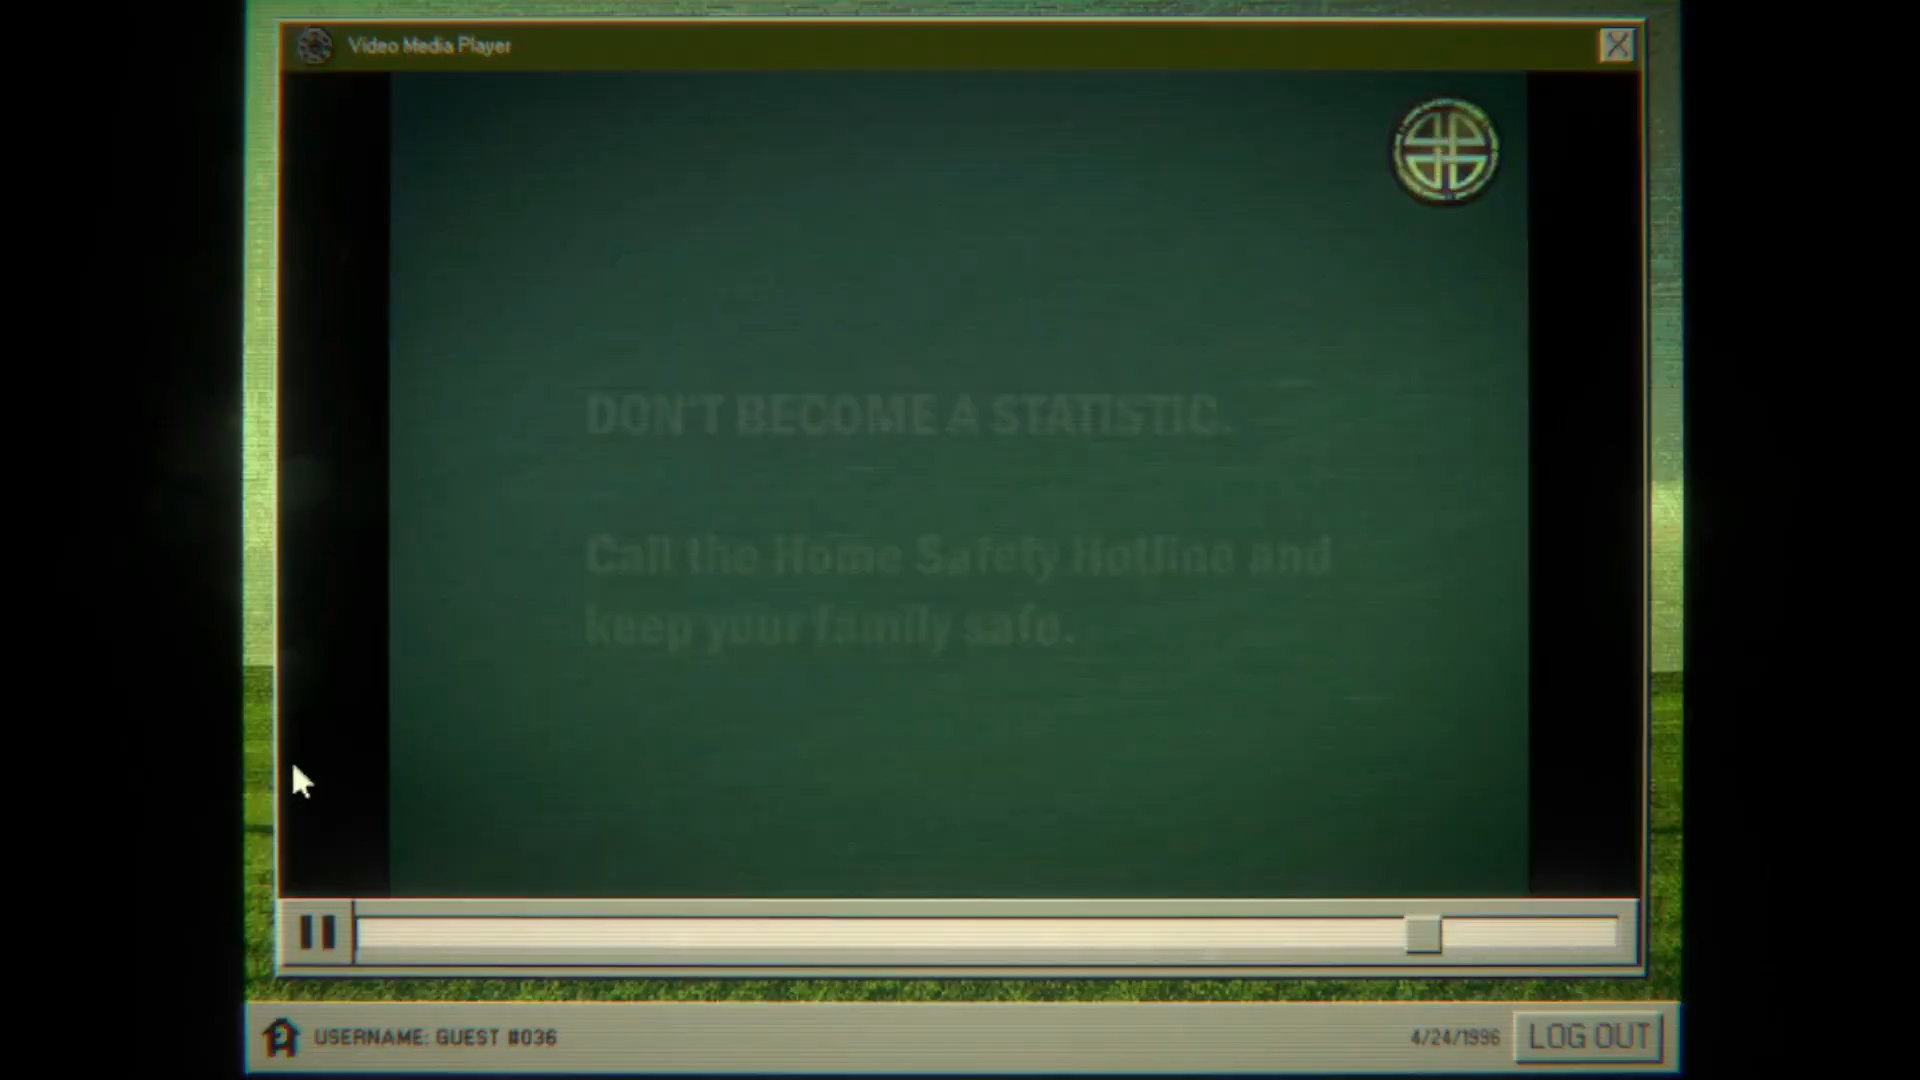 Video Media Player
DON'T BECOME A STATISTIC.
Call the Home Safety Hotline and
keep your family safe.
USERNAME: GUEST #036
4/24/1996
LOG OUT